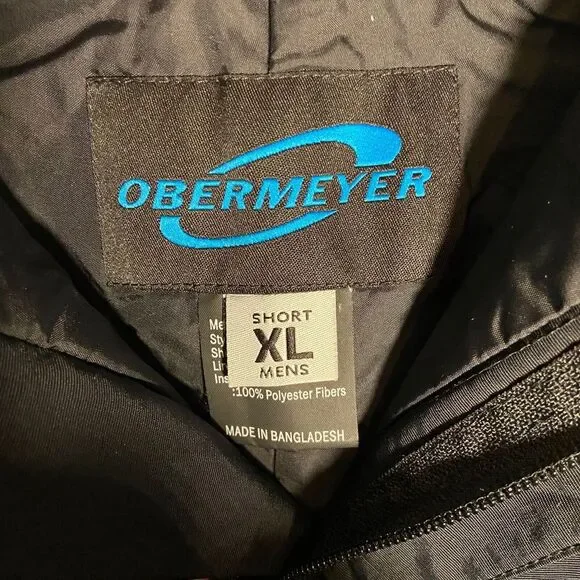 OBERMEYER
SHORT
XL
MENS
:100% Polyester Fibers
MADE IN BANGLADESH